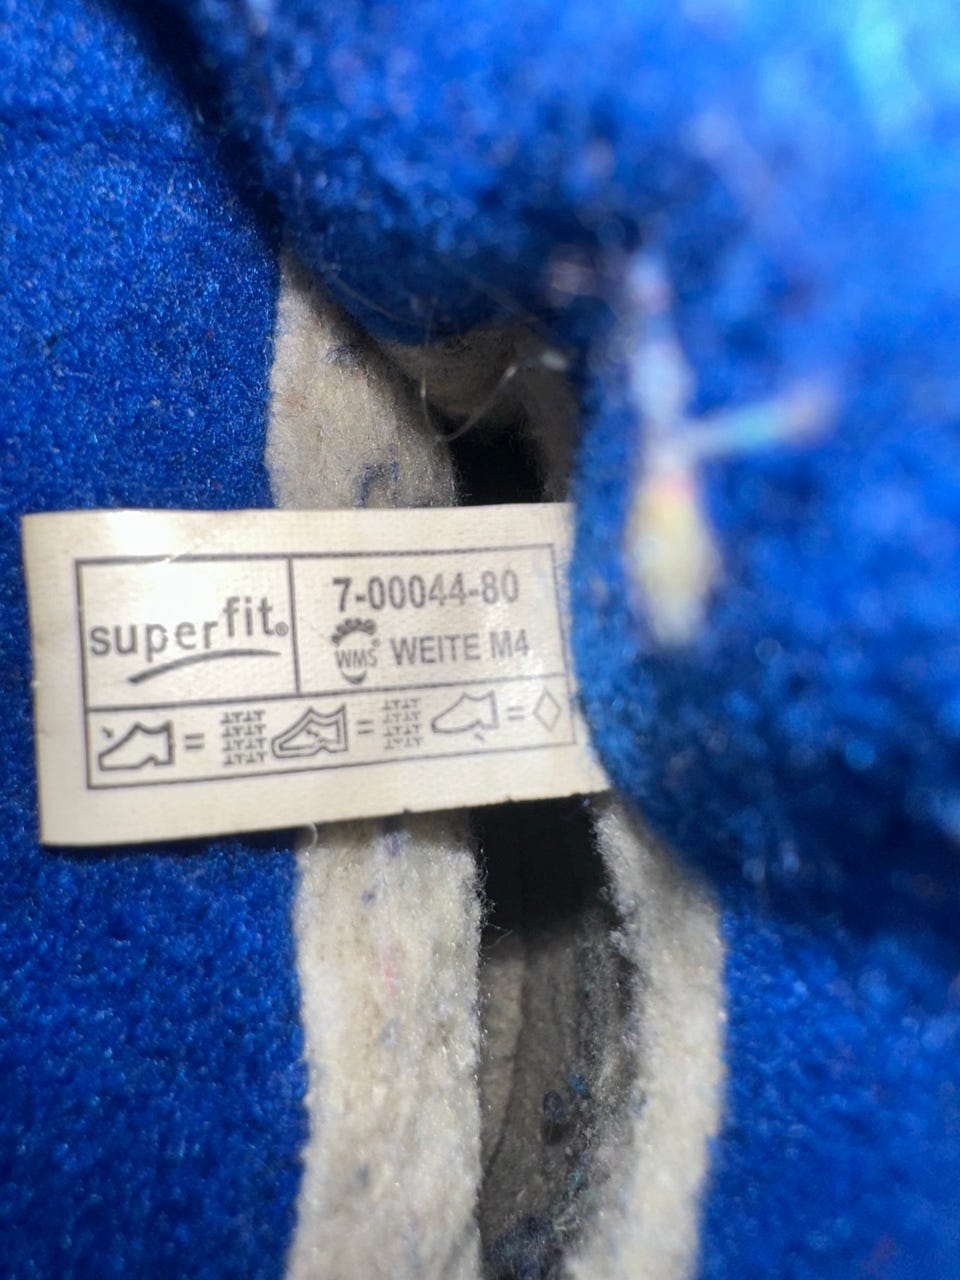 superfit®
7-00044-80
WMS® WEITE M4
= = =